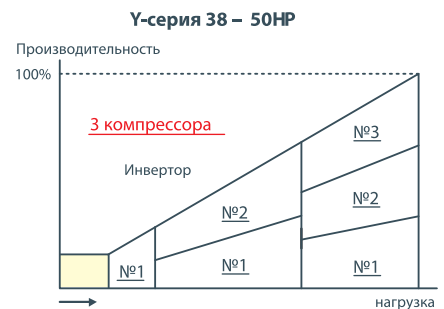 Y-серия 38 – 50HP
Производительность
100%
3 компрессора
№3
Инвертор
№2
№2
№1
№1
№1
нагрузка